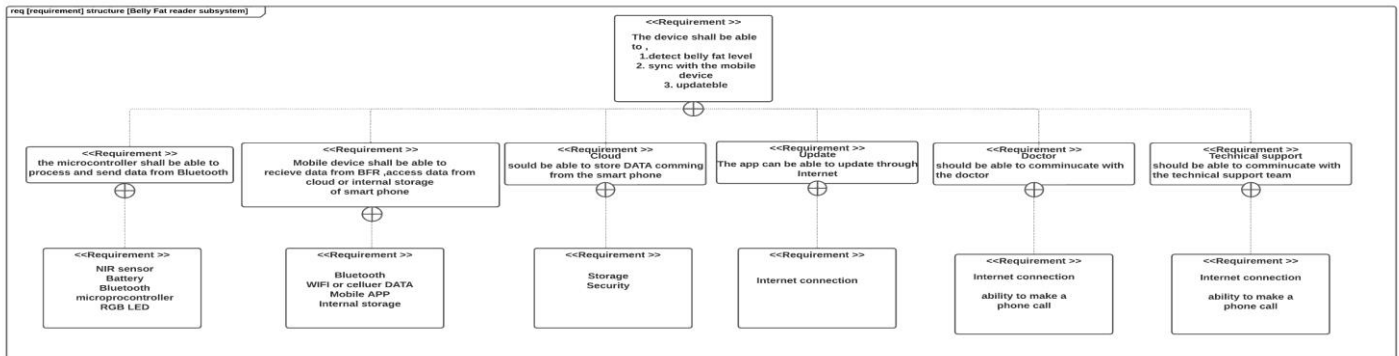 req [requirement] structure [Belly Fat reader subsystem]
<<Requirement >>
The device shall be able
to ,
1.detect belly fat level
2. sync with the mobile
device
3. updateble
<<Requirement >>
the microcontroller shall be able to
process and send data from Bluetooth
<<Requirement >>
Mobile device shall be able to
recieve data from BFR ,access data from
cloud or internal storage
of smart phone
<<Requirement >>
Cloud
sould be able to store DATA comming
from the smart phone
<<Requirement >>
Update
The app can be able to update through
Internet
<<Requirement >>
Doctor
should be able to comminucate with
the doctor
<<Requirement >>
Technical support
should be able to comminucate with
the technical support team
<<Requirement >>
NIR sensor
Battery
Bluetooth
microprocontroller
RGB LED
<<Requirement >>
Bluetooth
WIFI or celluer DATA
Mobile APP
Internal storage
<<Requirement >>
Storage
Security
<<Requirement >>
Internet connection
<<Requirement >>
Internet connection
ability to make a
phone call
<<Requirement >>
Internet connection
ability to make a
phone call